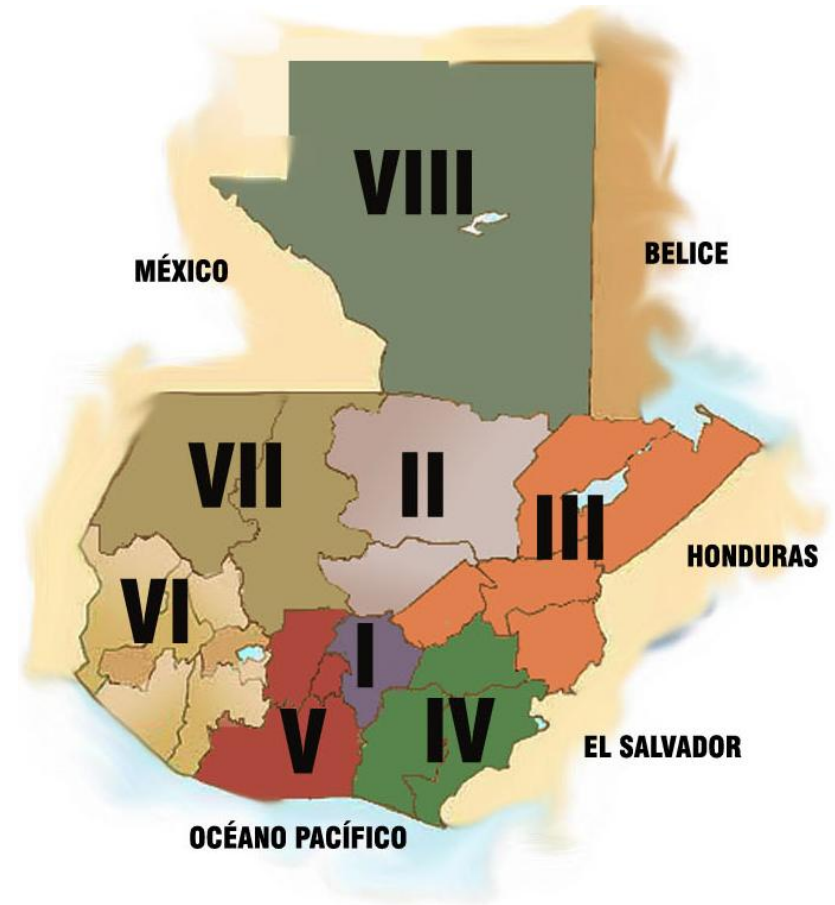 VIII
MÉXICO
BELICE
VII
II
III
HONDURAS
VI
I
V
IV
EL SALVADOR
OCÉANO PACÍFICO